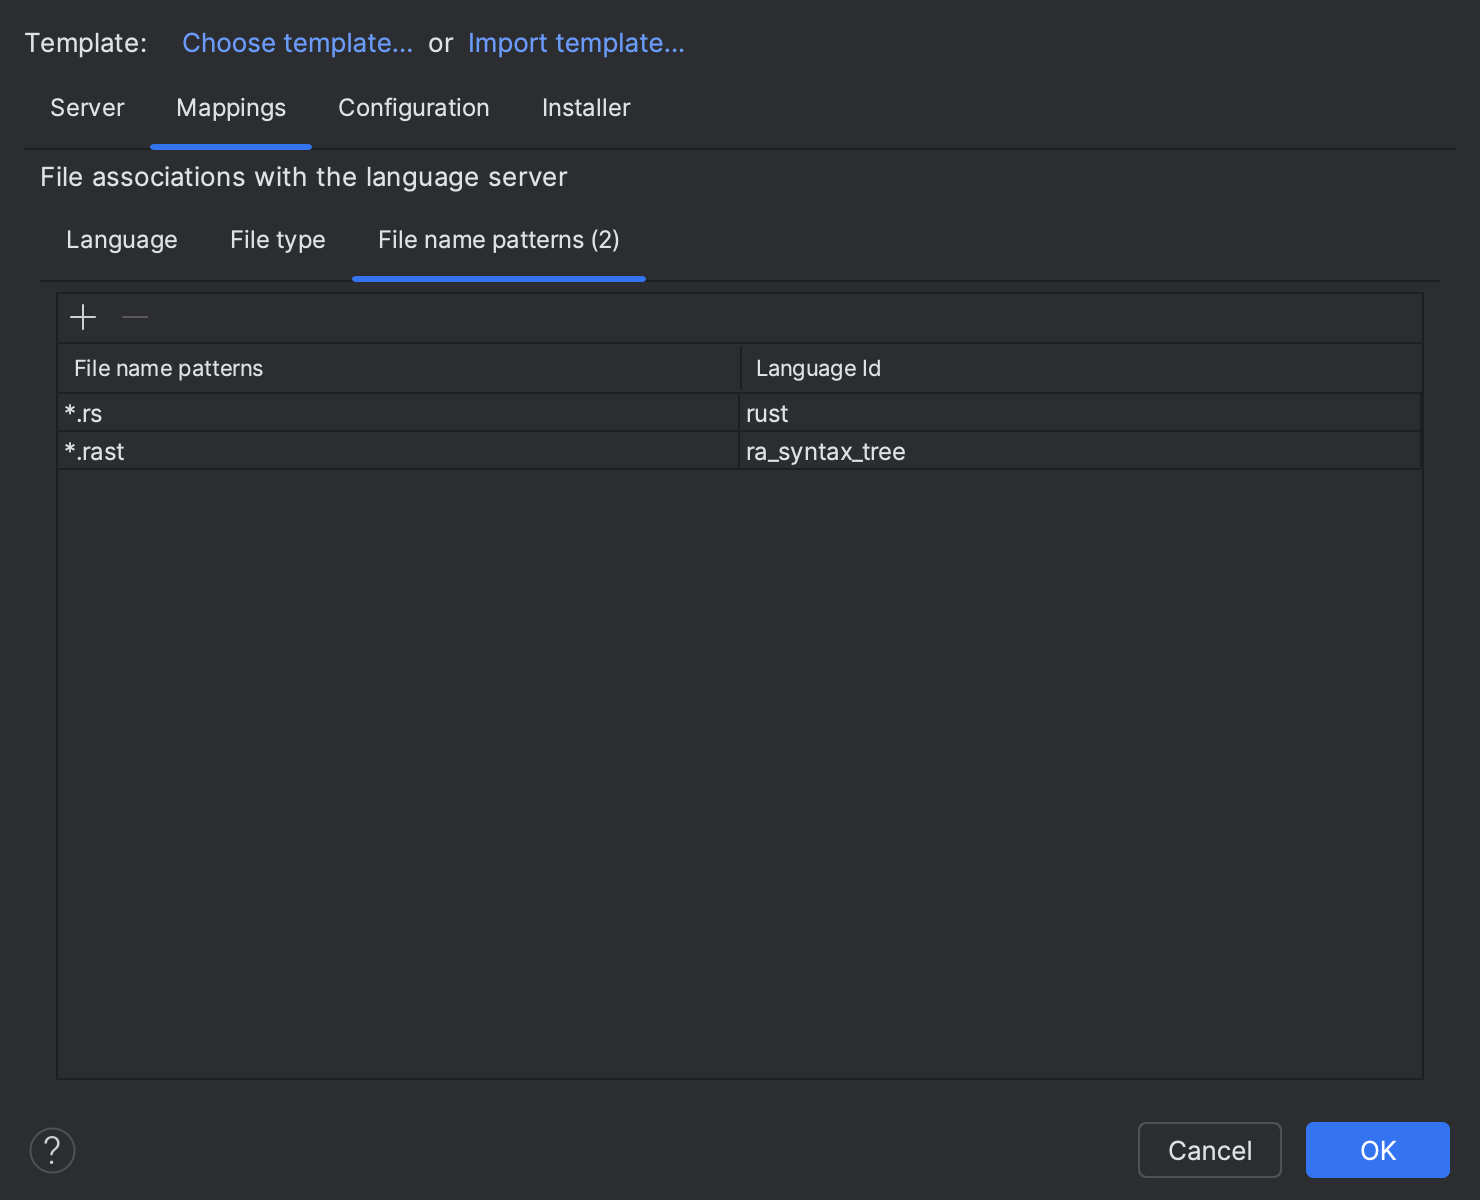 Template: Choose template... or Import template...
Server Mappings Configuration Installer
File associations with the language server
Language File type File name patterns (2)
File name patterns Language Id
*.rs rust
*.rast ra_syntax_tree
? Cancel OK